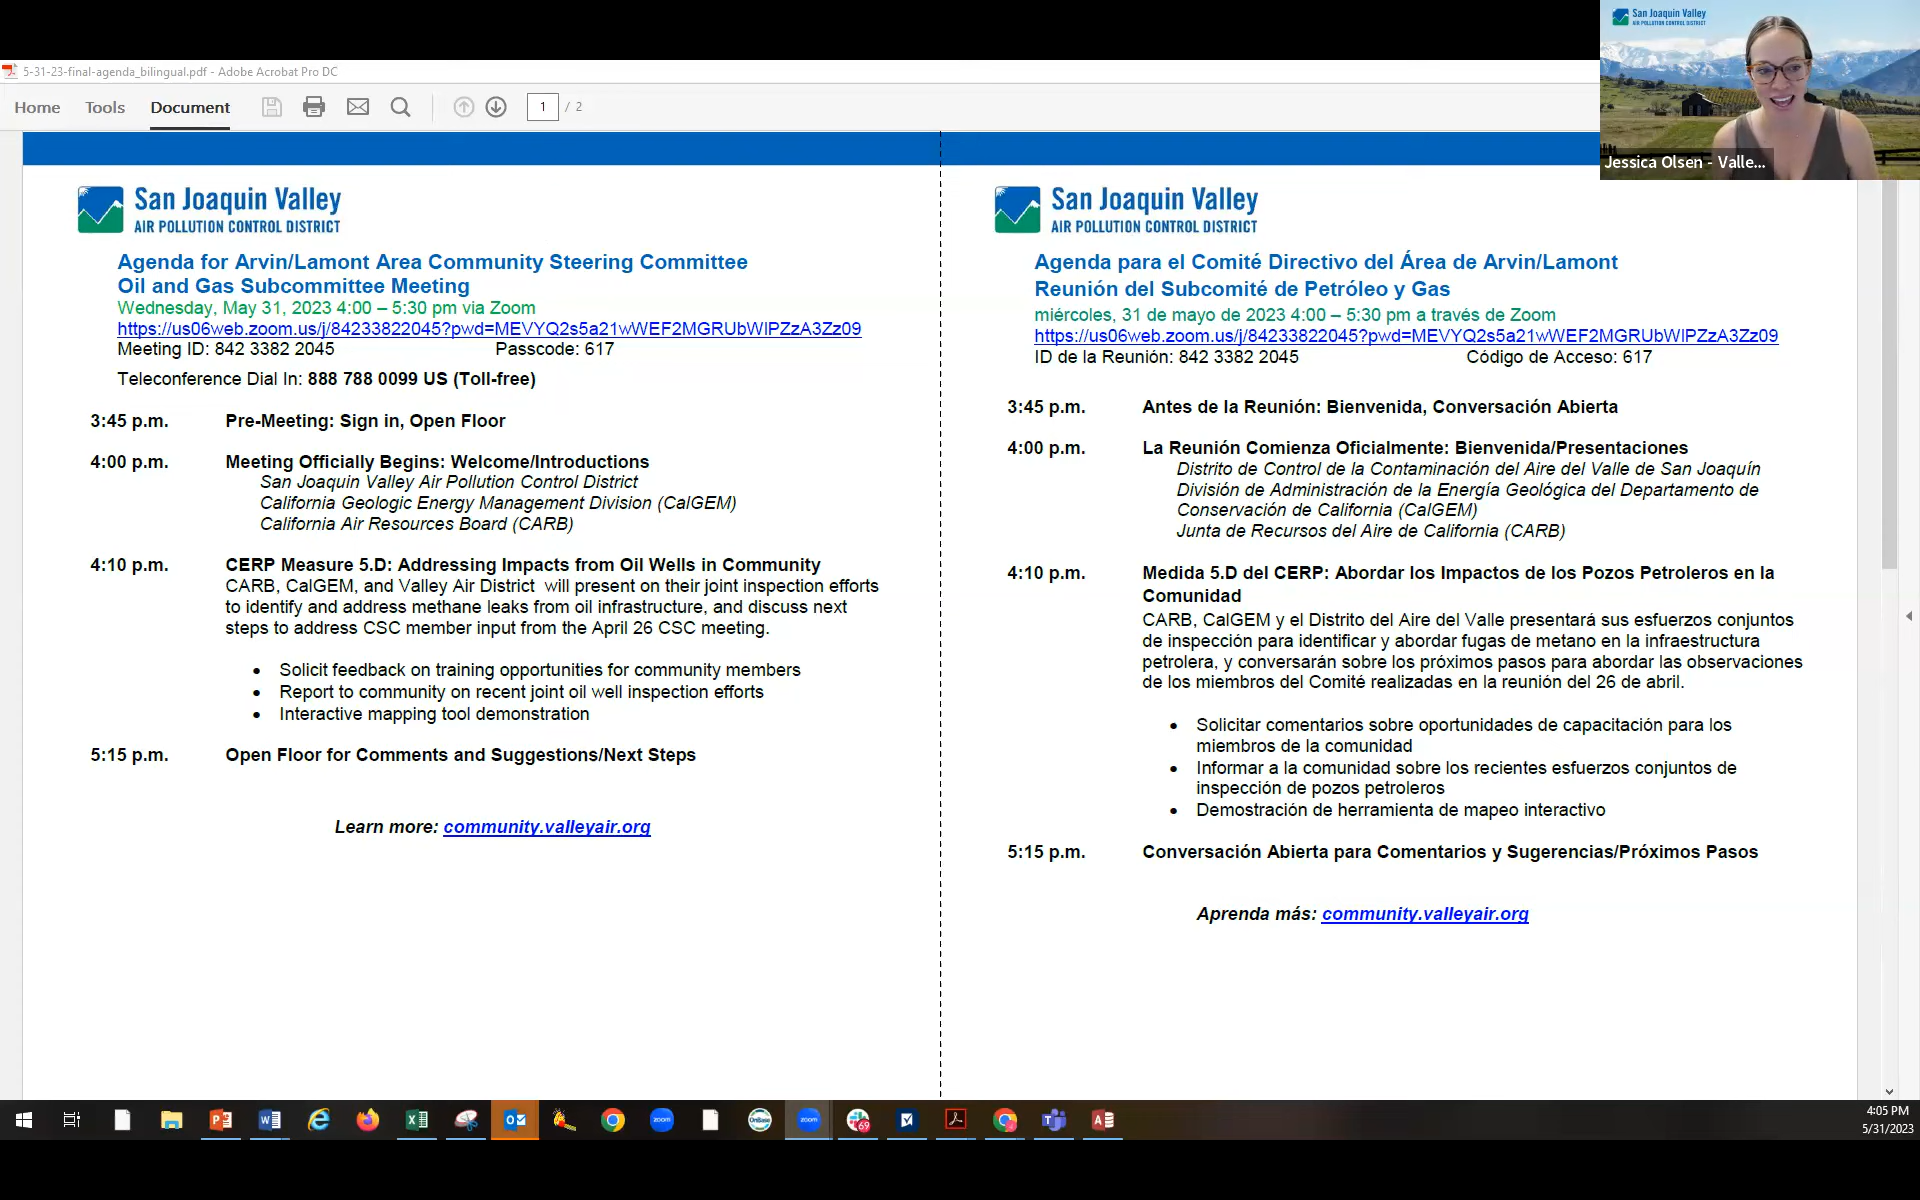 5-31-23-final-agenda_bilingual.pdf - Adobe Acrobat Pro DC
Home Tools Document 1 / 2
San Joaquin Valley
AIR POLLUTION CONTROL DISTRICT
Jessica Olsen - Valle...
San Joaquin Valley
AIR POLLUTION CONTROL DISTRICT
Agenda for Arvin/Lamont Area Community Steering Committee
Oil and Gas Subcommittee Meeting
Wednesday, May 31, 2023 4:00 – 5:30 pm via Zoom
https://us06web.zoom.us/j/84233822045?pwd=MEVYQ2s5a21wWEF2MGRUbWlPZzA3Zz09
Meeting ID: 842 3382 2045 Passcode: 617
Teleconference Dial In: 888 788 0099 US (Toll-free)
3:45 p.m. Pre-Meeting: Sign in, Open Floor
4:00 p.m. Meeting Officially Begins: Welcome/Introductions
San Joaquin Valley Air Pollution Control District
California Geologic Energy Management Division (CalGEM)
California Air Resources Board (CARB)
4:10 p.m. CERP Measure 5.D: Addressing Impacts from Oil Wells in Community
CARB, CalGEM, and Valley Air District will present on their joint inspection efforts
to identify and address methane leaks from oil infrastructure, and discuss next
steps to address CSC member input from the April 26 CSC meeting.
• Solicit feedback on training opportunities for community members
• Report to community on recent joint oil well inspection efforts
• Interactive mapping tool demonstration
5:15 p.m. Open Floor for Comments and Suggestions/Next Steps
Learn more: community.valleyair.org
San Joaquin Valley
AIR POLLUTION CONTROL DISTRICT
Agenda para el Comité Directivo del Área de Arvin/Lamont
Reunión del Subcomité de Petróleo y Gas
miércoles, 31 de mayo de 2023 4:00 – 5:30 pm a través de Zoom
https://us06web.zoom.us/j/84233822045?pwd=MEVYQ2s5a21wWEF2MGRUbWlPZzA3Zz09
ID de la Reunión: 842 3382 2045 Código de Acceso: 617
3:45 p.m. Antes de la Reunión: Bienvenida, Conversación Abierta
4:00 p.m. La Reunión Comienza Oficialmente: Bienvenida/Presentaciones
Distrito de Control de la Contaminación del Aire del Valle de San Joaquín
División de Administración de la Energía Geológica del Departamento de
Conservación de California (CalGEM)
Junta de Recursos del Aire de California (CARB)
4:10 p.m. Medida 5.D del CERP: Abordar los Impactos de los Pozos Petroleros en la
Comunidad
CARB, CalGEM y el Distrito del Aire del Valle presentará sus esfuerzos conjuntos
de inspección para identificar y abordar fugas de metano en la infraestructura
petrolera, y conversarán sobre los próximos pasos para abordar las observaciones
de los miembros del Comité realizadas en la reunión del 26 de abril.
• Solicitar comentarios sobre oportunidades de capacitación para los
miembros de la comunidad
• Informar a la comunidad sobre los recientes esfuerzos conjuntos de
inspección de pozos petroleros
• Demostración de herramienta de mapeo interactivo
5:15 p.m. Conversación Abierta para Comentarios y Sugerencias/Próximos Pasos
Aprenda más: community.valleyair.org
zoom zoom 69
4:05 PM
5/31/2023